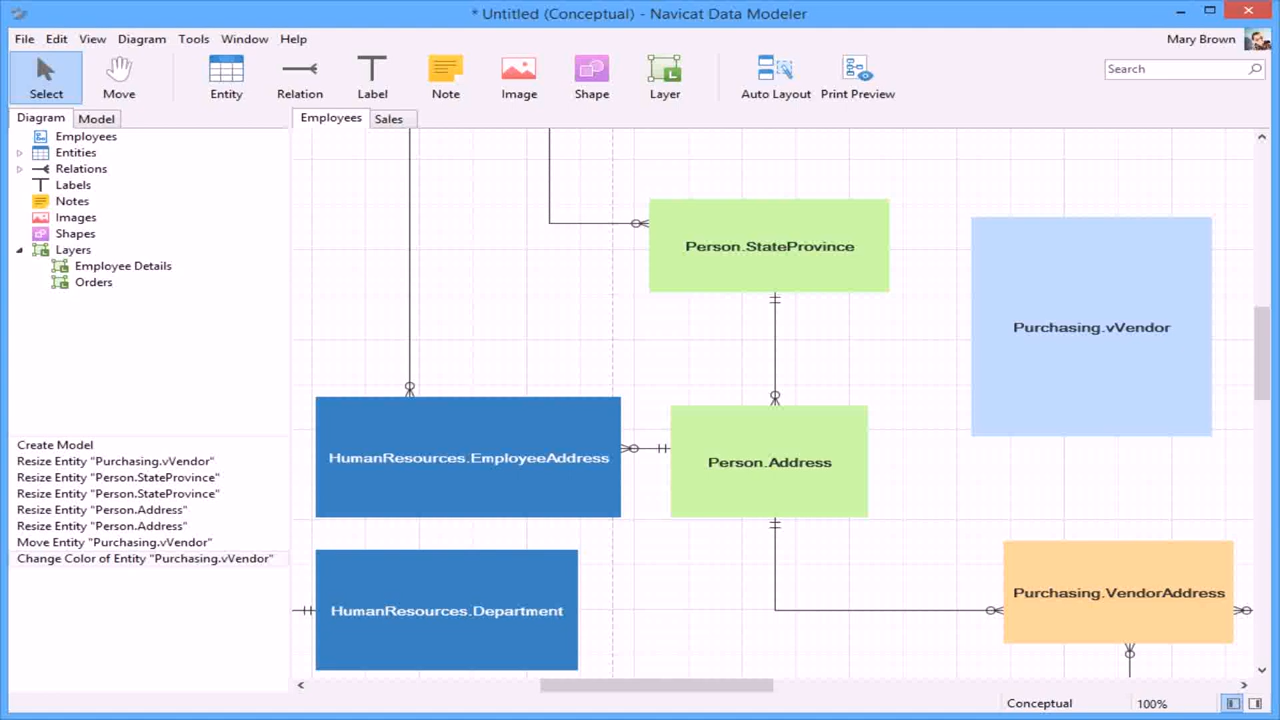 * Untitled (Conceptual) - Navicat Data Modeler
File Edit View Diagram Tools Window Help
Mary Brown
Select Move Entity Relation Label Note Image Shape Layer Auto Layout Print Preview
Search
Diagram Model
Employees Sales
Employees
Entities
Relations
Labels
Notes
Images
Shapes
Layers
Employee Details
Orders
Create Model
Resize Entity "Purchasing.vVendor"
Resize Entity "Person.StateProvince"
Resize Entity "Person.StateProvince"
Resize Entity "Person.Address"
Resize Entity "Person.Address"
Move Entity "Purchasing.vVendor"
Change Color of Entity "Purchasing.vVendor"
Person.StateProvince
Purchasing.vVendor
HumanResources.EmployeeAddress
Person.Address
Purchasing.VendorAddress
HumanResources.Department
Conceptual 100%